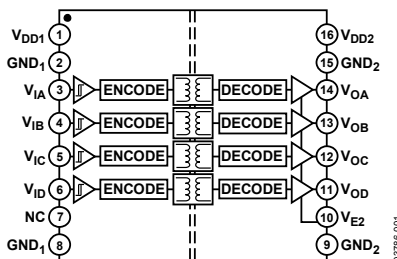 VDD1 1 16 VDD2
GND1 2 15 GND2
VIA 3 ENCODE DECODE 14 VOA
VIB 4 ENCODE DECODE 13 VOB
VIC 5 ENCODE DECODE 12 VOC
VID 6 ENCODE DECODE 11 VOD
NC 7 10 VE2
GND1 8 9 GND2
03786-001